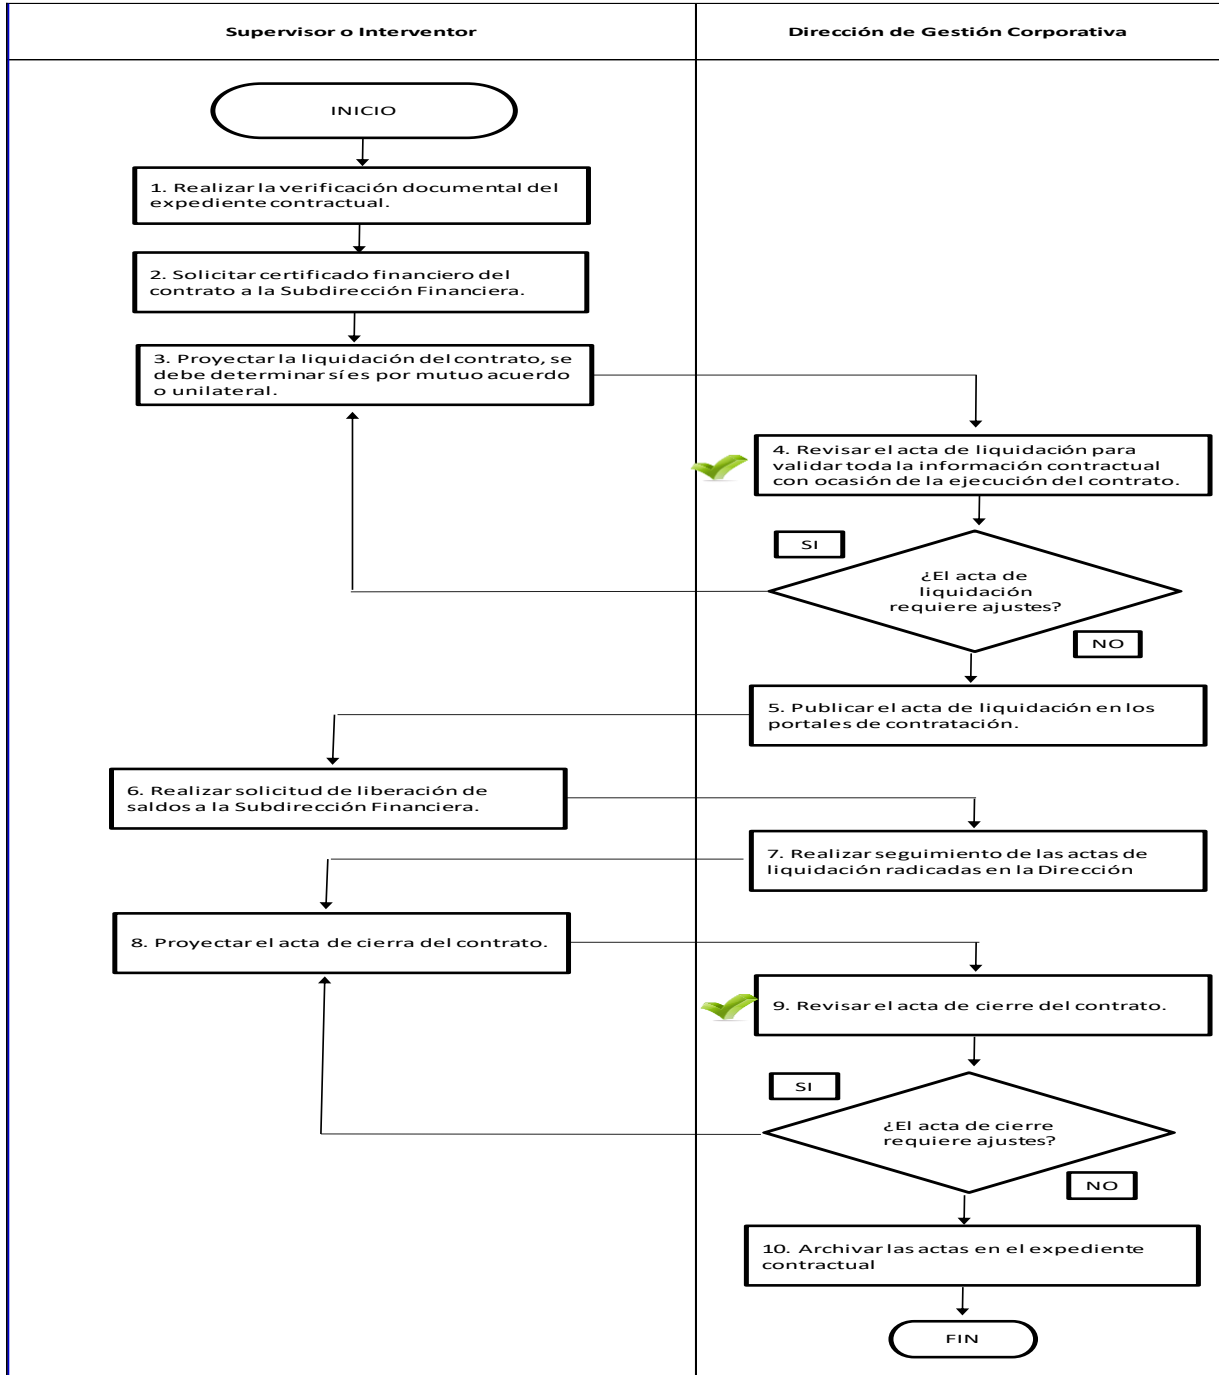 Supervisor o Interventor
Dirección de Gestión Corporativa
INICIO
1. Realizar la verificación documental del
expediente contractual.
2. Solicitar certificado financiero del
contrato a la Subdirección Financiera.
3. Proyectar la liquidación del contrato, se
debe determinar sí es por mutuo acuerdo
o unilateral.
4. Revisar el acta de liquidación para
validar toda la información contractual
con ocasión de la ejecución del contrato.
SI
¿El acta de
liquidación
requiere ajustes?
NO
5. Publicar el acta de liquidación en los
portales de contratación.
6. Realizar solicitud de liberación de
saldos a la Subdirección Financiera.
7. Realizar seguimiento de las actas de
liquidación radicadas en la Dirección
8. Proyectar el acta de cierra del contrato.
9. Revisar el acta de cierre del contrato.
SI
¿El acta de cierre
requiere ajustes?
NO
10. Archivar las actas en el expediente
contractual
FIN